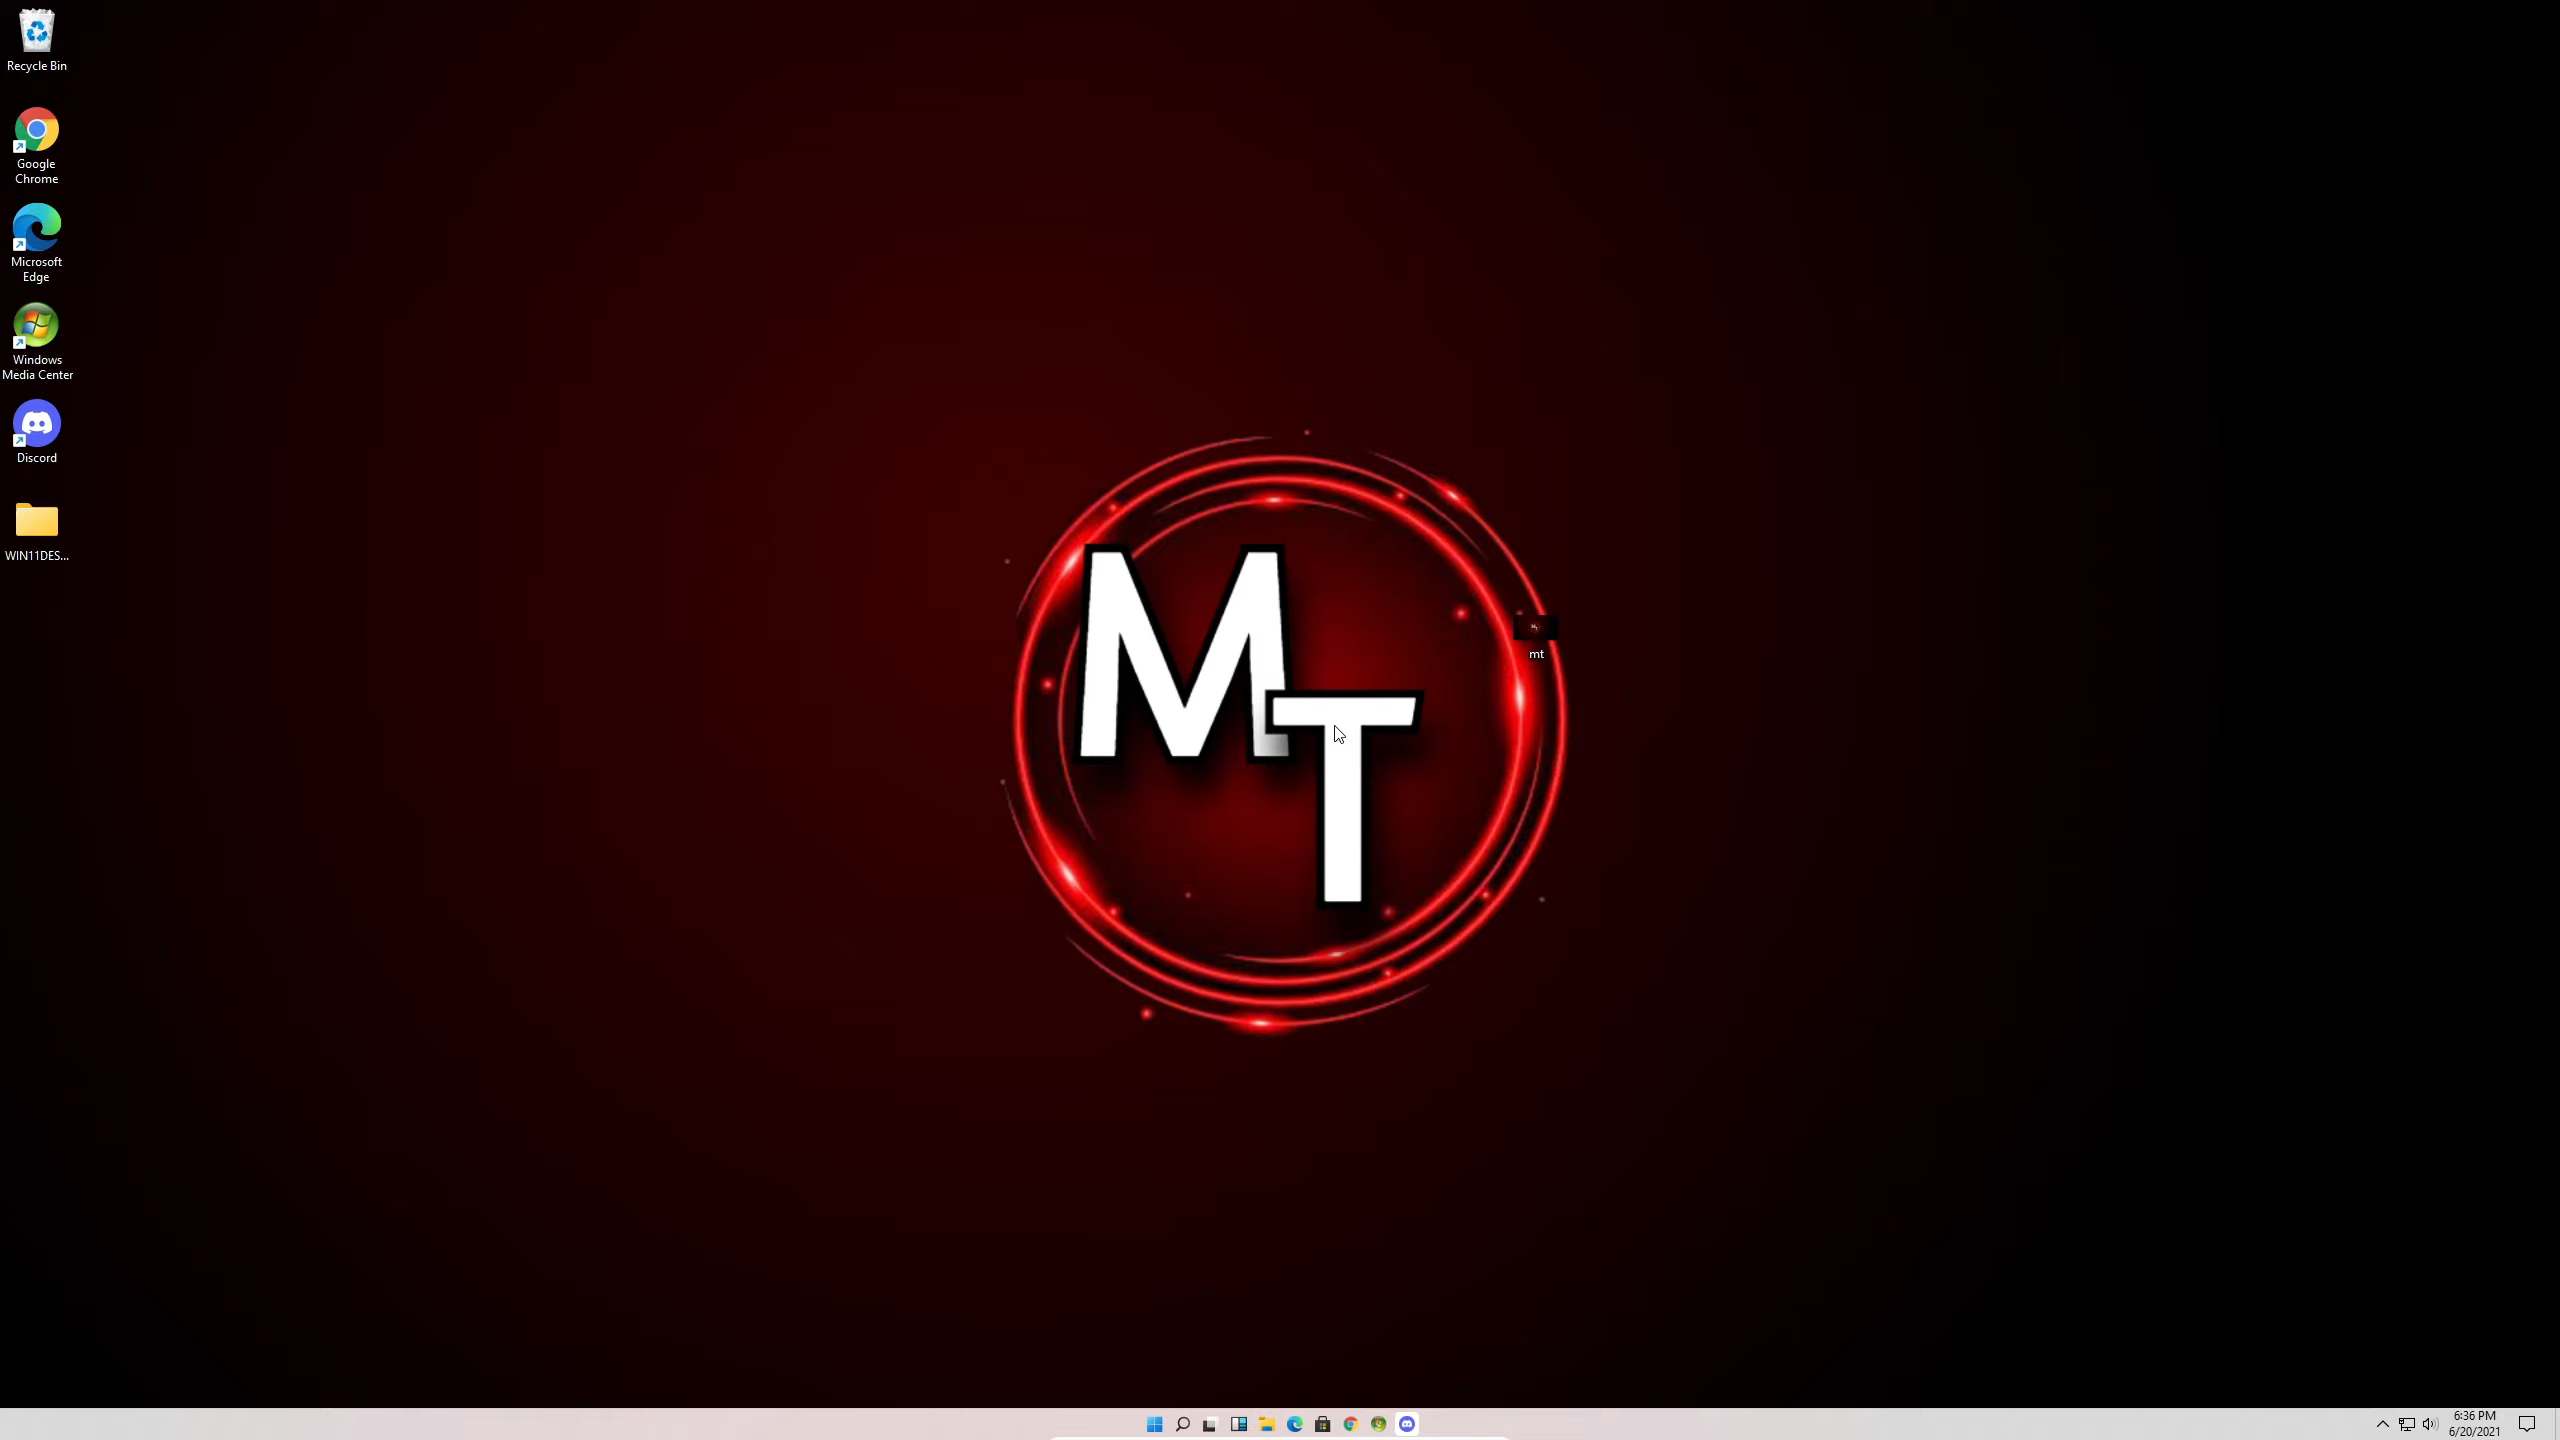 Recycle Bin
Google
Chrome
Microsoft
Edge
Windows
Media Center
Discord
WIN11DES...
MT
mt
6:36 PM
6/20/2021